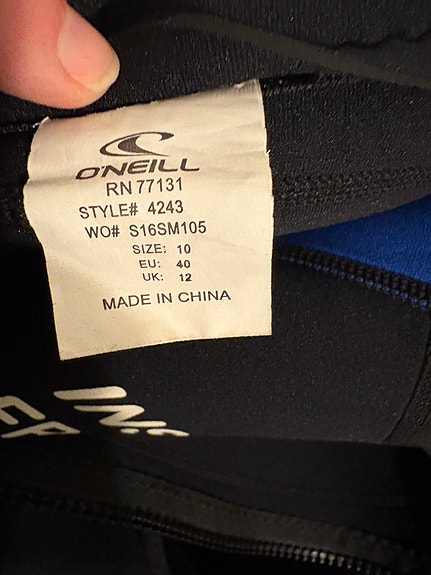 O'NEILL
RN 77131
STYLE# 4243
WO# S16SM105
SIZE: 10
EU: 40
UK: 12
MADE IN CHINA